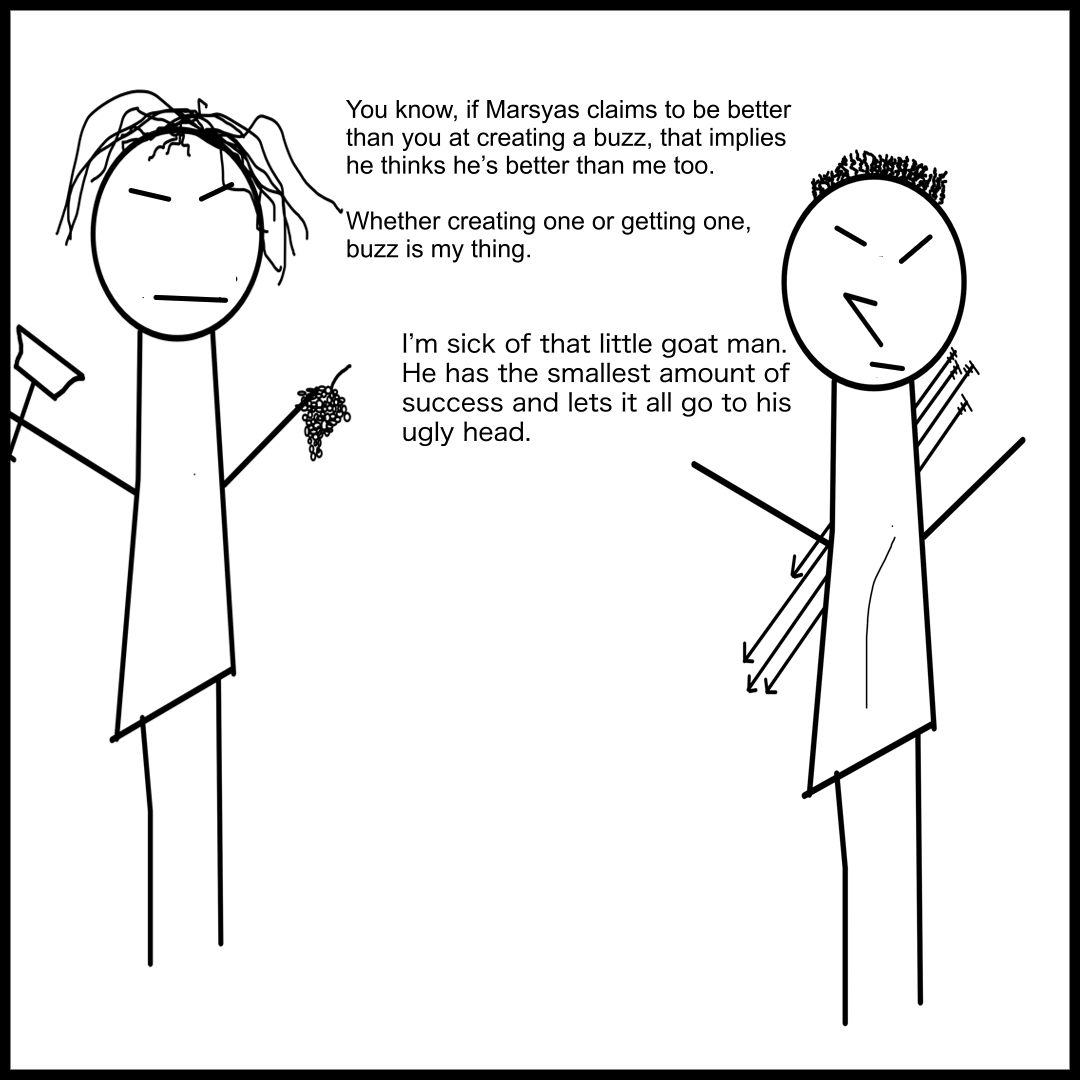 You know, if Marsyas claims to be better
than you at creating a buzz, that implies
he thinks he’s better than me too.
Whether creating one or getting one,
buzz is my thing.
I’m sick of that little goat man.
He has the smallest amount of
success and lets it all go to his
ugly head.